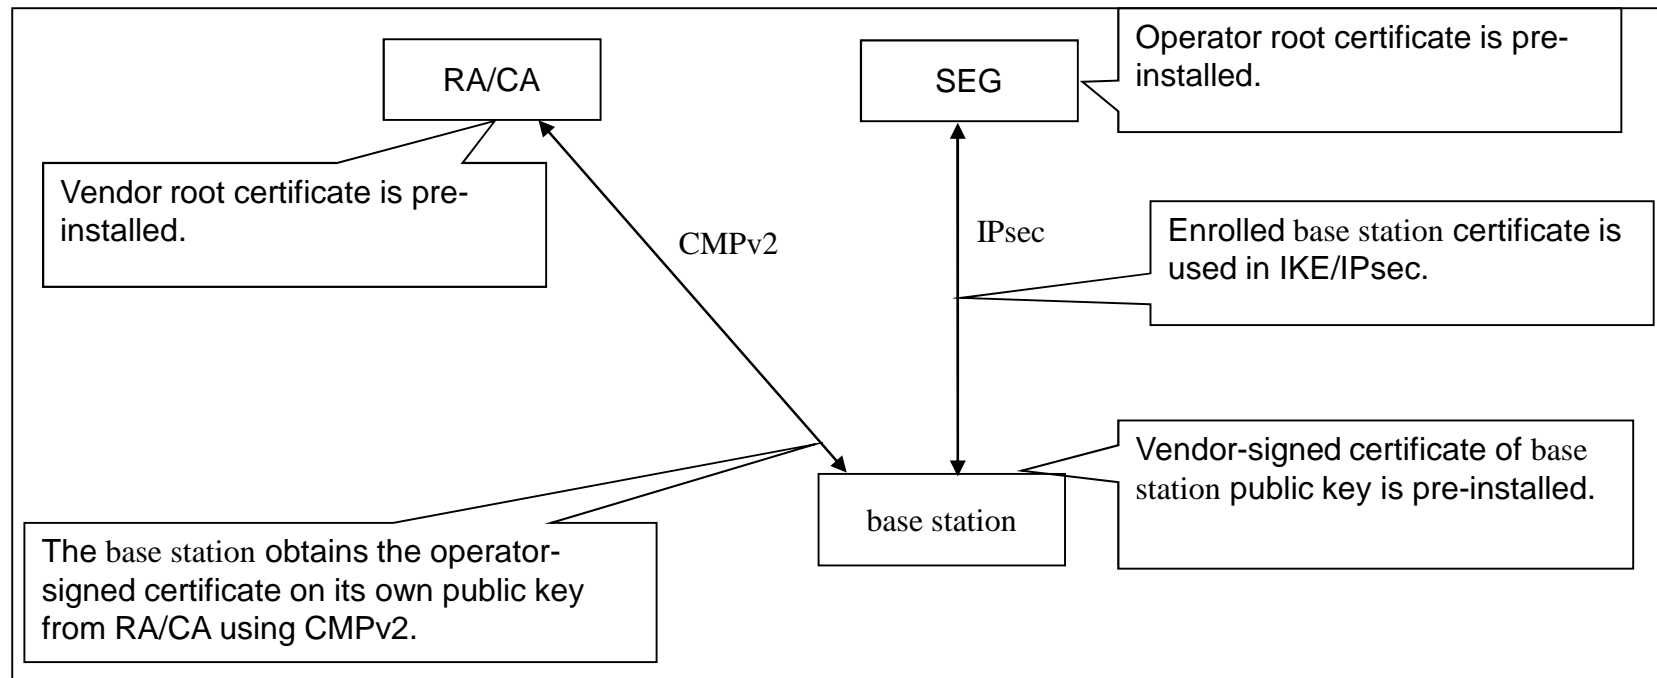 RA/CA
SEG
Operator root certificate is pre-
installed.
Vendor root certificate is pre-
installed.
CMPv2
IPsec
Enrolled base station certificate is
used in IKE/IPsec.
Vendor-signed certificate of base
station public key is pre-installed.
base station
The base station obtains the operator-
signed certificate on its own public key
from RA/CA using CMPv2.